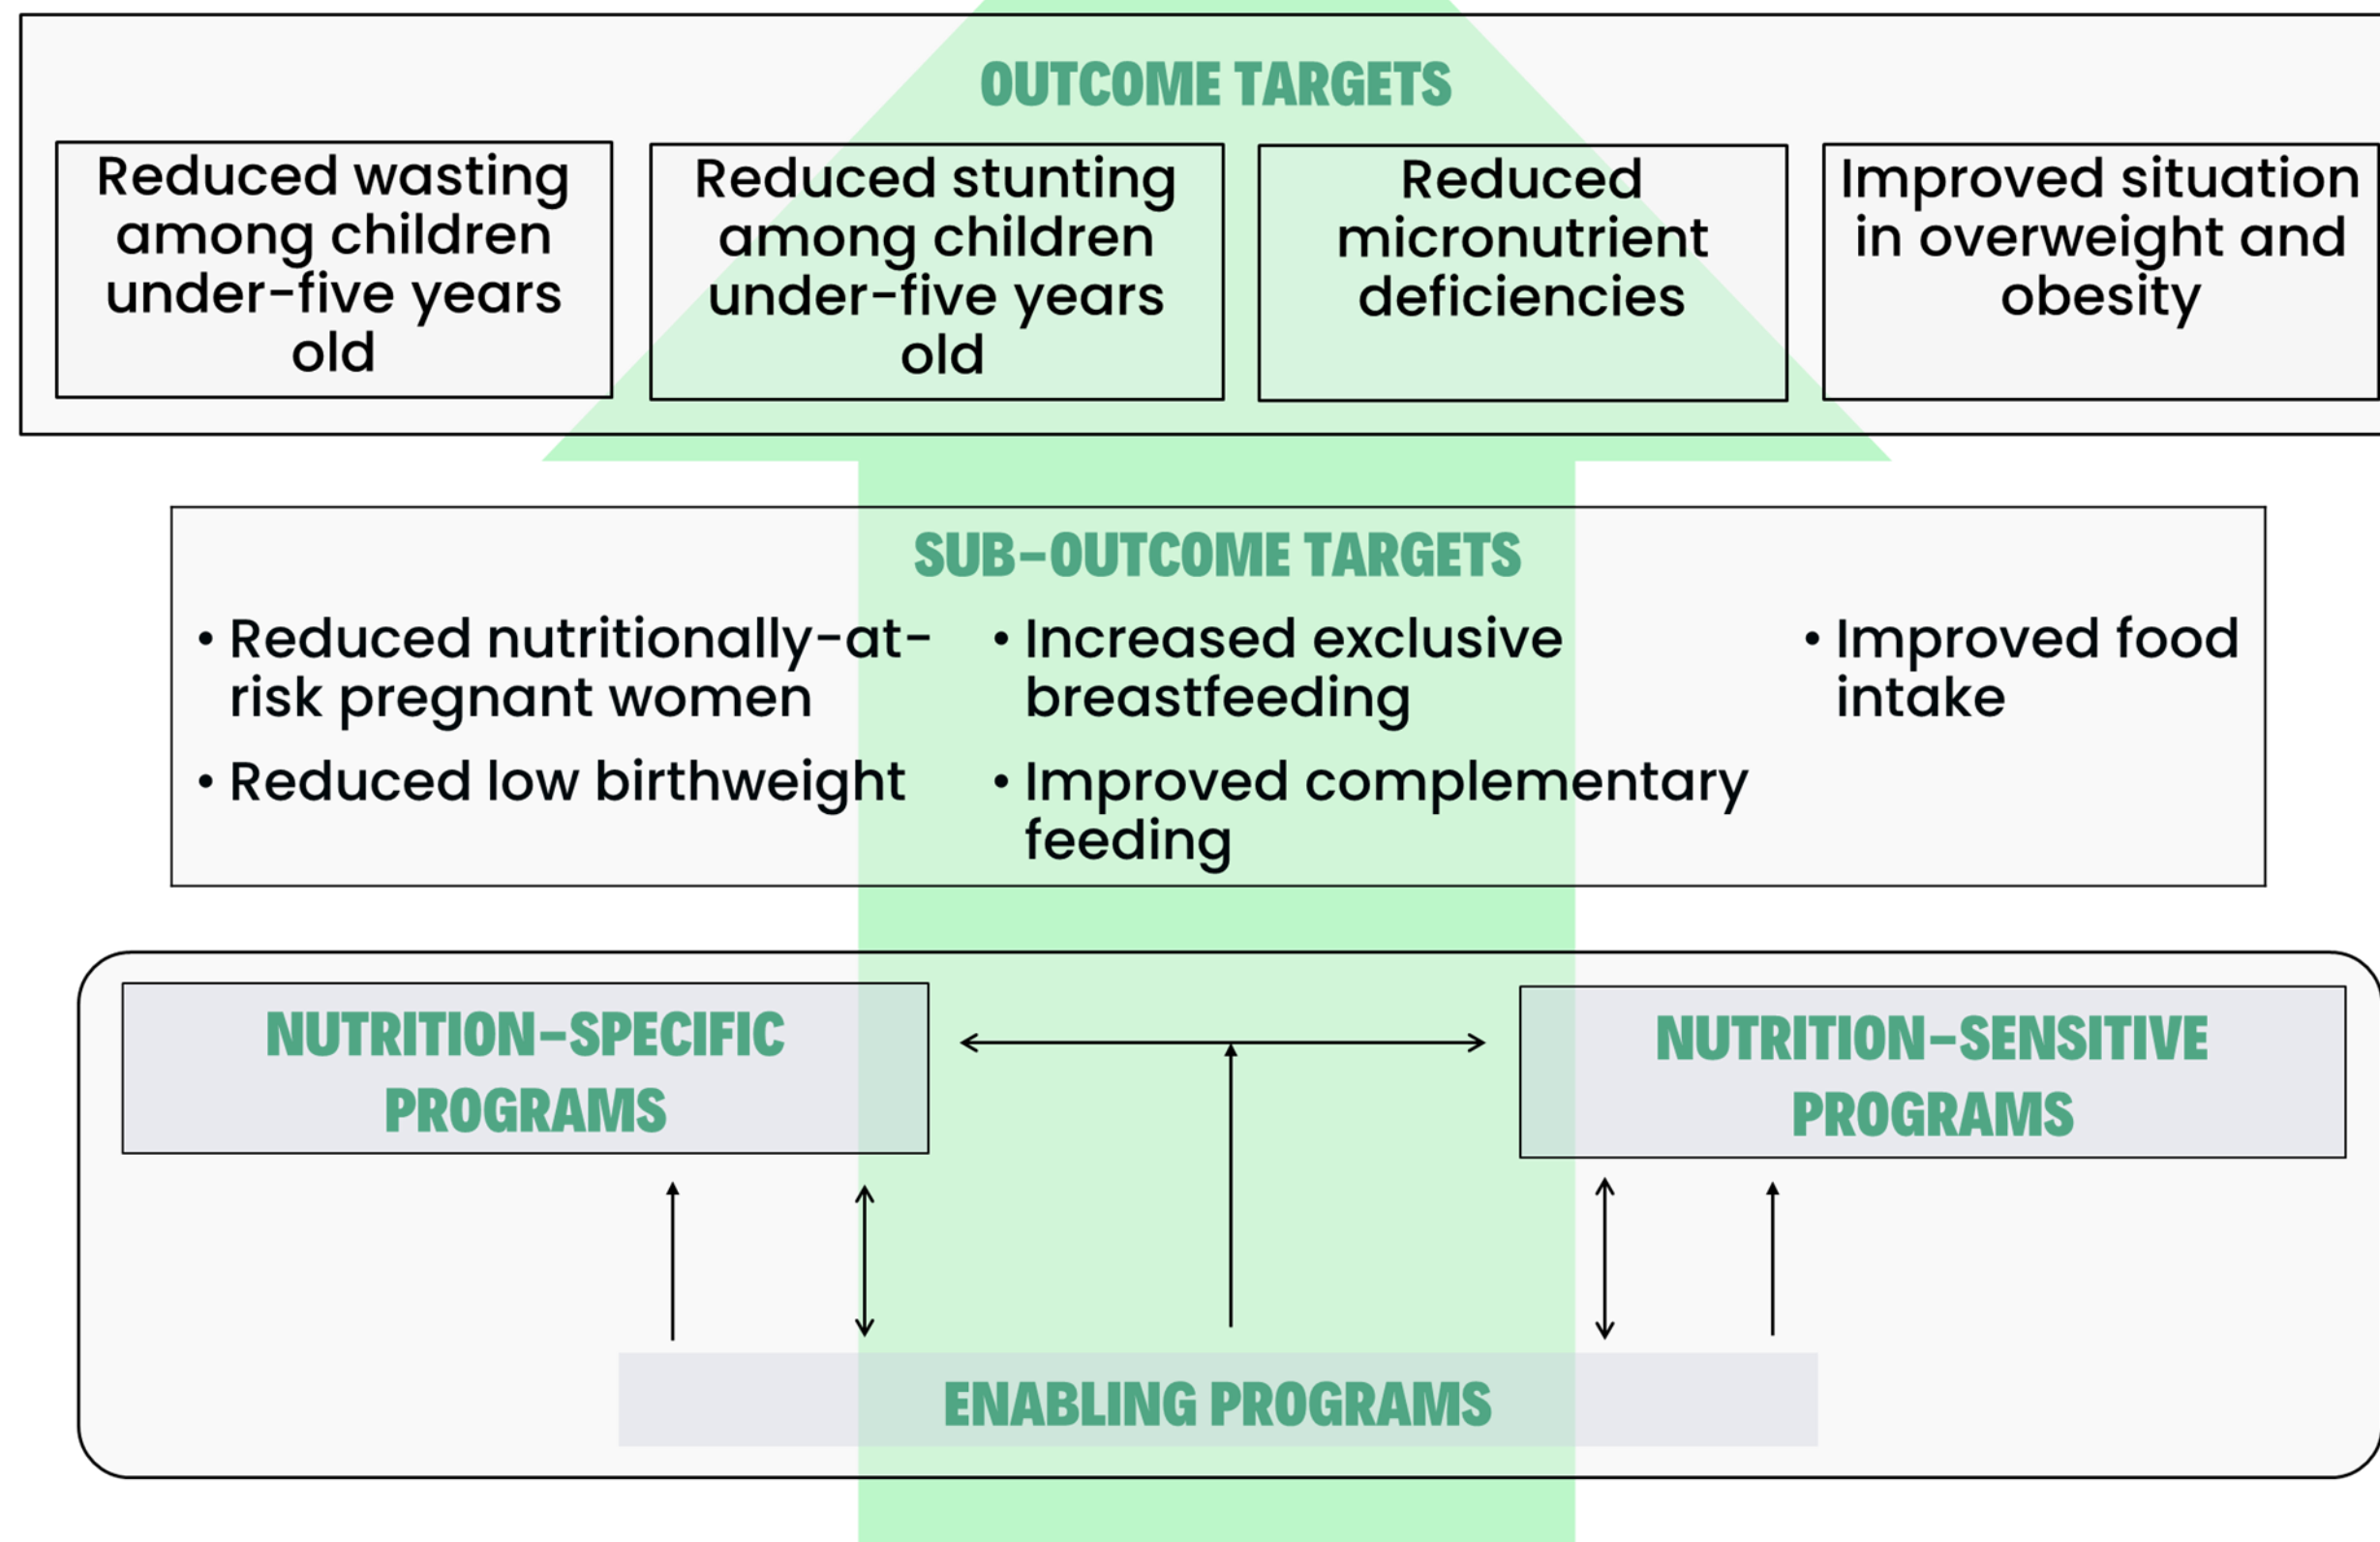 OUTCOME TARGETS
Reduced wasting
among children
under-five years
old
Reduced stunting
among children
under-five years
old
Reduced
micronutrient
deficiencies
Improved situation
in overweight and
obesity
SUB-OUTCOME TARGETS
• Reduced nutritionally-at-
risk pregnant women
• Reduced low birthweight
• Increased exclusive
breastfeeding
• Improved complementary
feeding
• Improved food
intake
NUTRITION-SPECIFIC
PROGRAMS
NUTRITION-SENSITIVE
PROGRAMS
ENABLING PROGRAMS